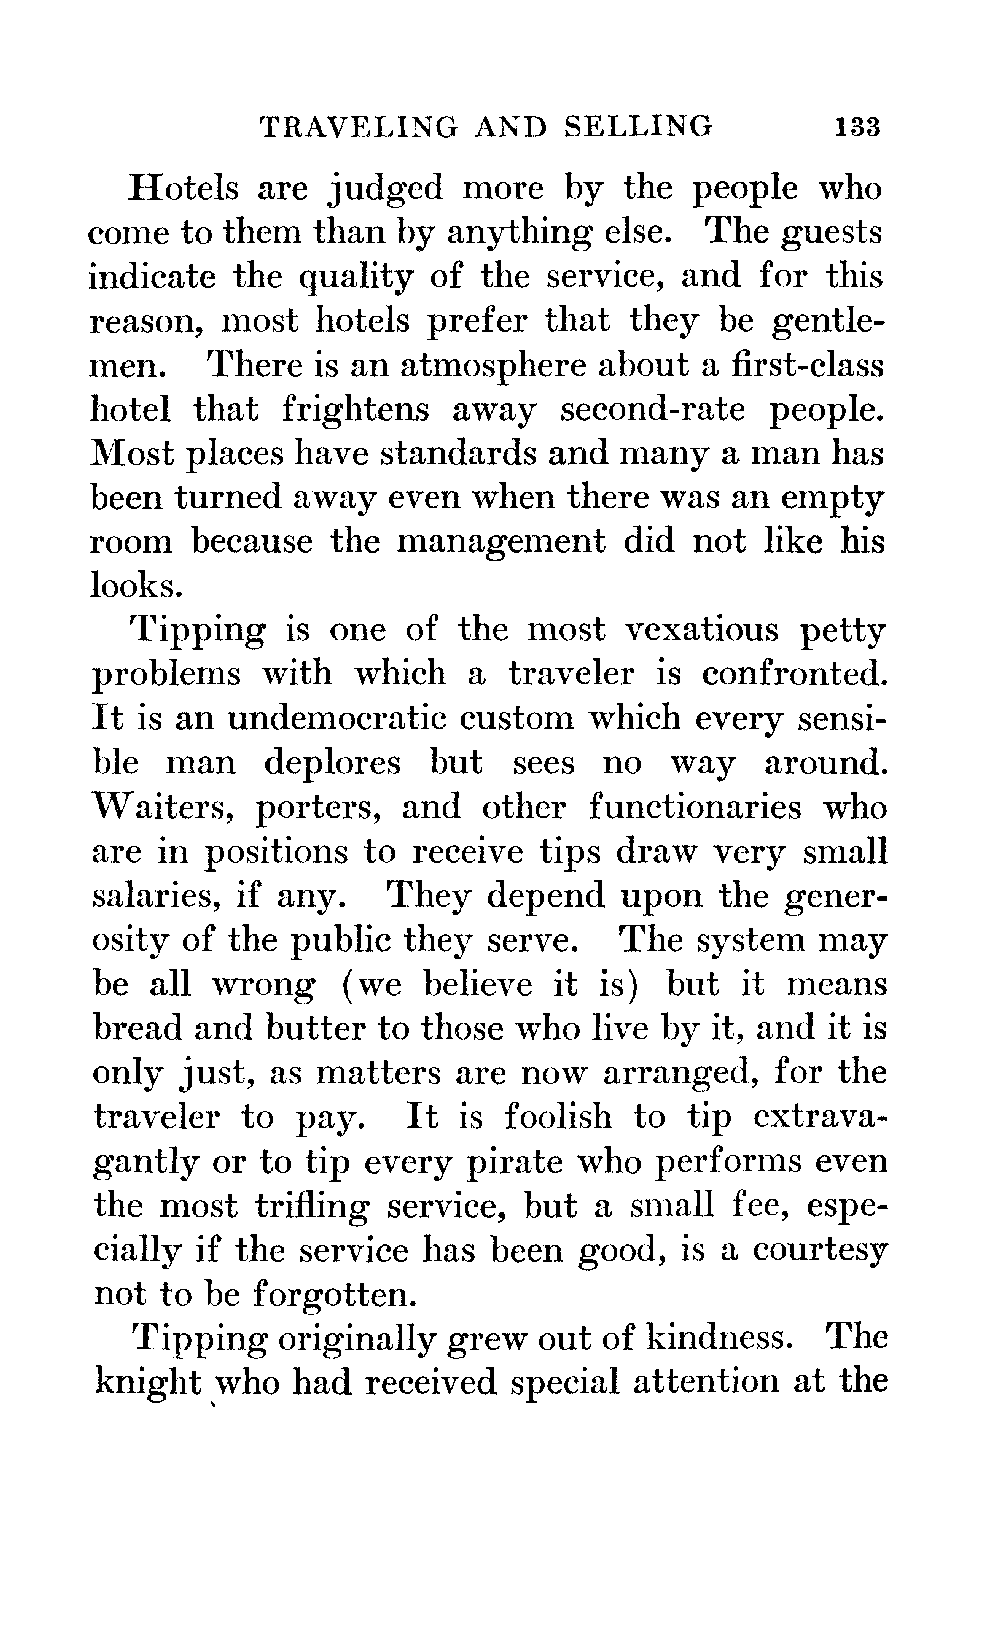 TRAVELING AND SELLING 133
Hotels are judged more by the people who
come to them than by anything else. The guests
indicate the quality of the service, and for this
reason, most hotels prefer that they be gentle-
men. There is an atmosphere about a first-class
hotel that frightens away second-rate people.
Most places have standards and many a man has
been turned away even when there was an empty
room because the management did not like his
looks.
Tipping is one of the most vexatious petty
problems with which a traveler is confronted.
It is an undemocratic custom which every sensi-
ble man deplores but sees no way around.
Waiters, porters, and other functionaries who
are in positions to receive tips draw very small
salaries, if any. They depend upon the gener-
osity of the public they serve. The system may
be all wrong (we believe it is) but it means
bread and butter to those who live by it, and it is
only just, as matters are now arranged, for the
traveler to pay. It is foolish to tip extrava-
gantly or to tip every pirate who performs even
the most trifling service, but a small fee, espe-
cially if the service has been good, is a courtesy
not to be forgotten.
Tipping originally grew out of kindness. The
knight who had received special attention at the